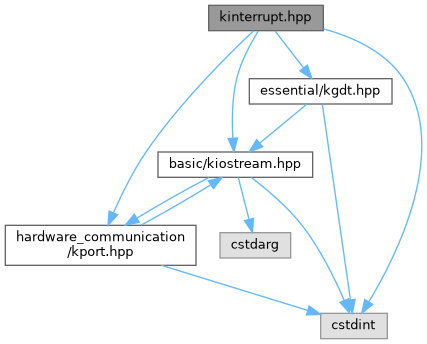 kinterrupt.hpp
essential/kgdt.hpp
basic/kiostream.hpp
hardware_communication
/kport.hpp
cstdarg
cstdint